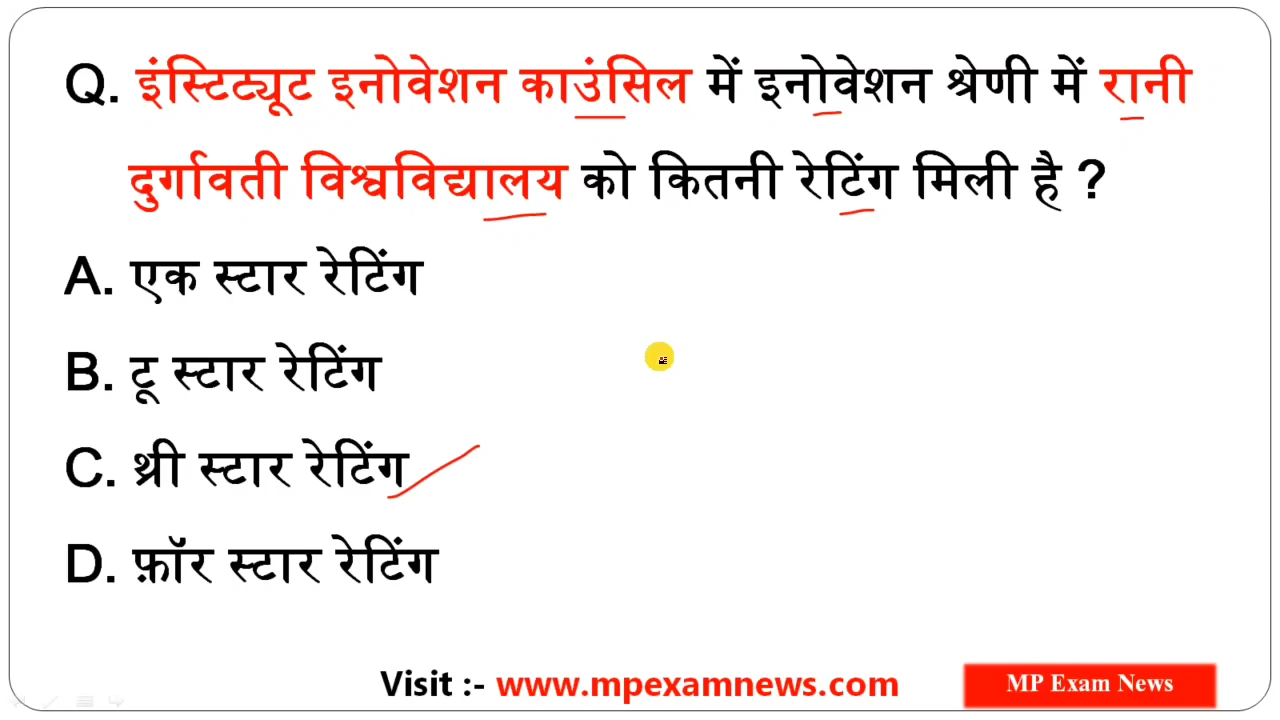 Q. इंस्टिट्यूट इनोवेशन काउंसिल में इनोवेशन श्रेणी में रानी
दुर्गावती विश्वविद्यालय को कितनी रेटिंग मिली है ?
A. एक स्टार रेटिंग
B. टू स्टार रेटिंग
C. थ्री स्टार रेटिंग
D. फ़ॉर स्टार रेटिंग
Visit :- www.mpexamnews.com
MP Exam News